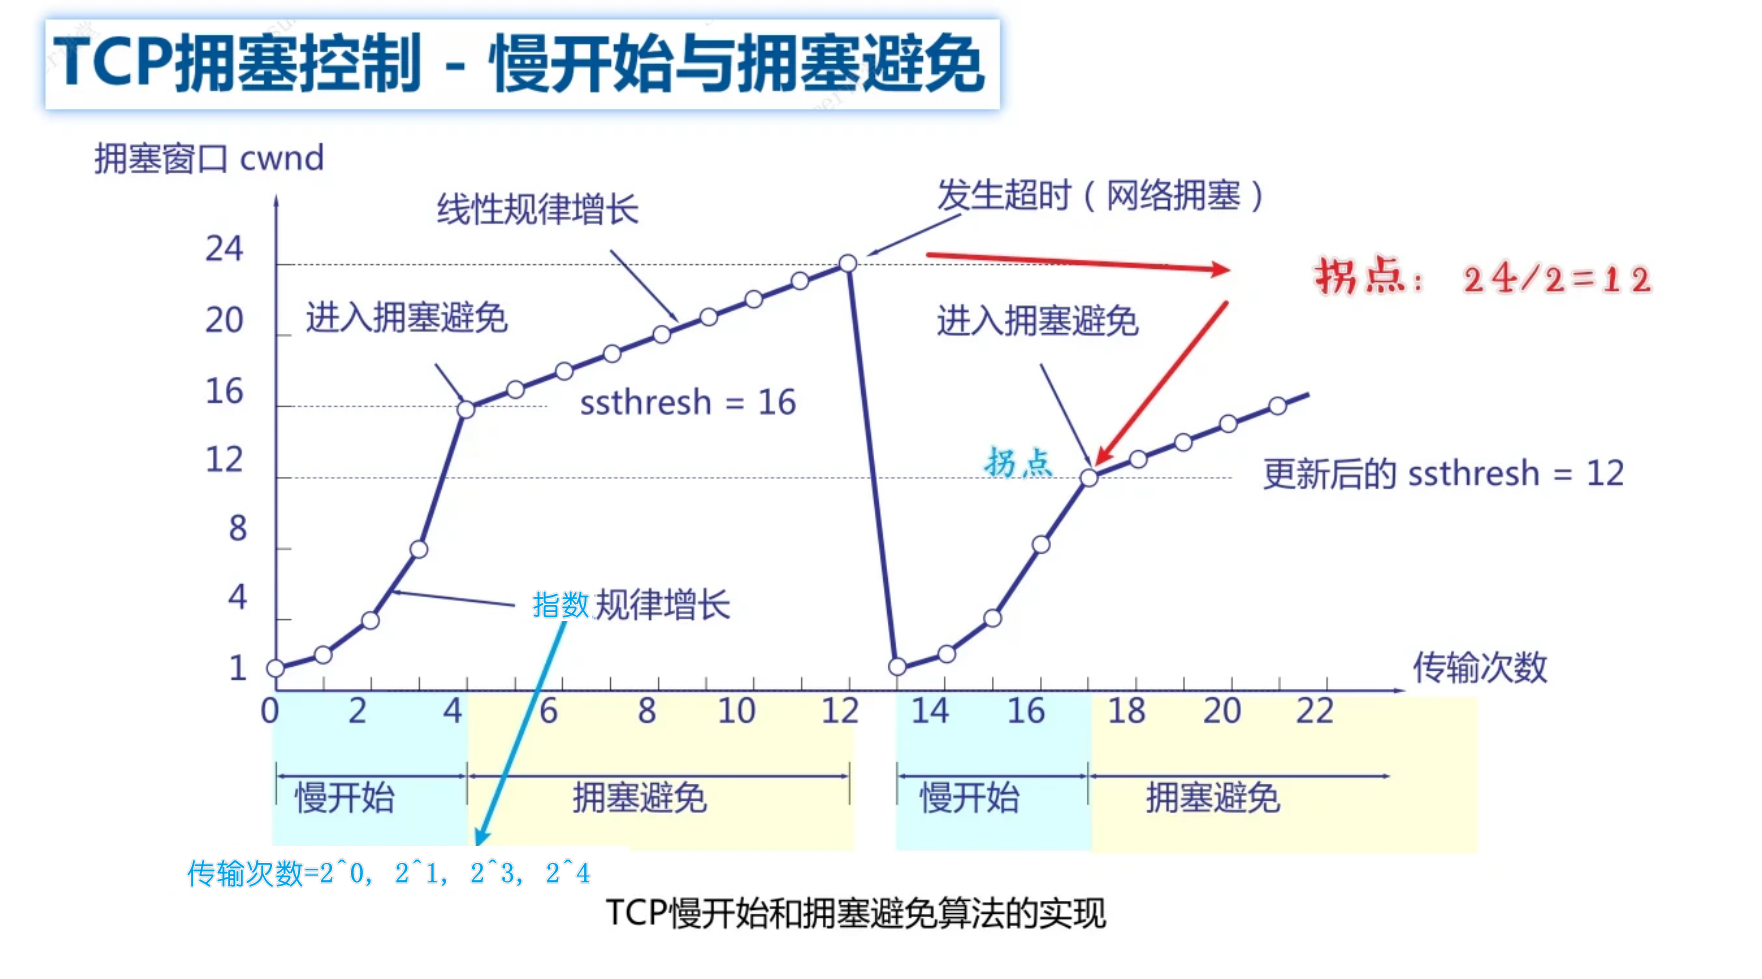 TCP拥塞控制 - 慢开始与拥塞避免
拥塞窗口 cwnd
线性规律增长
发生超时（网络拥塞）
24
拐点：24/2=12
进入拥塞避免
进入拥塞避免
20
16
ssthresh = 16
12
拐点
更新后的 ssthresh = 12
8
4
指数规律增长
1
传输次数
0 2 4 6 8 10 12 14 16 18 20 22
慢开始 拥塞避免 慢开始 拥塞避免
传输次数=2^0, 2^1, 2^3, 2^4
TCP慢开始和拥塞避免算法的实现